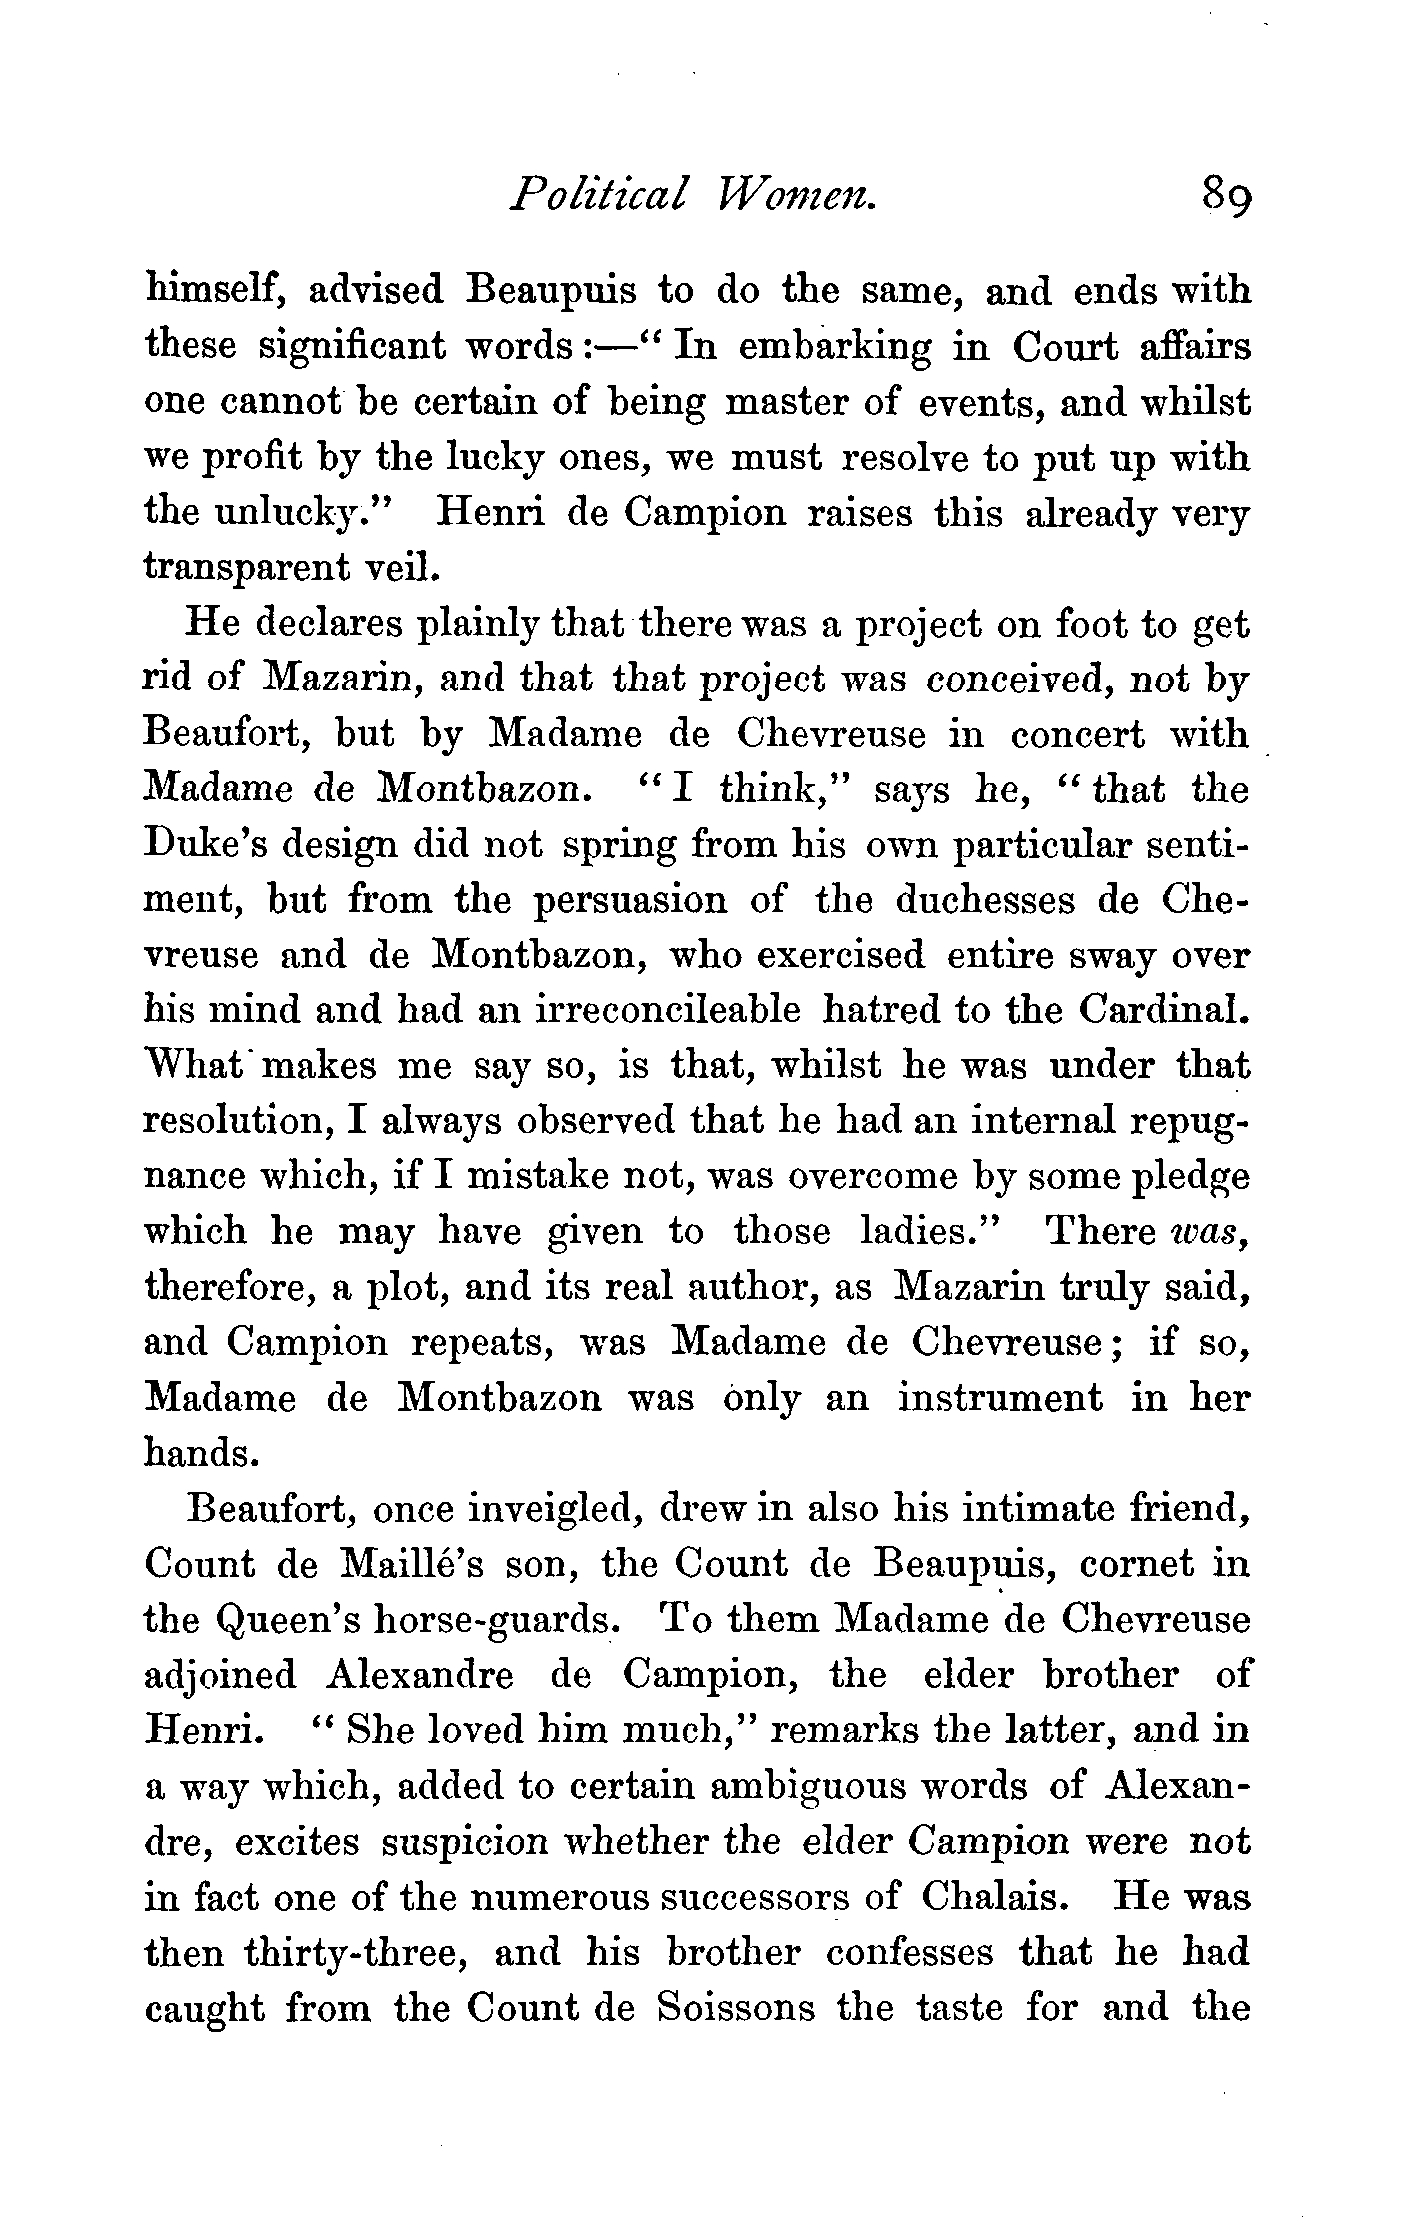 Political Women. 89
himself, advised Beaupuis to do the same, and ends with
these significant words:—“ In embarking in Court affairs
one cannot be certain of being master of events, and whilst
we profit by the lucky ones, we must resolve to put up with
the unlucky.” Henri de Campion raises this already very
transparent veil.
He declares plainly that there was a project on foot to get
rid of Mazarin, and that that project was conceived, not by
Beaufort, but by Madame de Chevreuse in concert with
Madame de Montbazon. “ I think,” says he, “ that the
Duke’s design did not spring from his own particular senti-
ment, but from the persuasion of the duchesses de Che-
vreuse and de Montbazon, who exercised entire sway over
his mind and had an irreconcileable hatred to the Cardinal.
What makes me say so, is that, whilst he was under that
resolution, I always observed that he had an internal repug-
nance which, if I mistake not, was overcome by some pledge
which he may have given to those ladies.” There was,
therefore, a plot, and its real author, as Mazarin truly said,
and Campion repeats, was Madame de Chevreuse; if so,
Madame de Montbazon was only an instrument in her
hands.
Beaufort, once inveigled, drew in also his intimate friend,
Count de Maillé’s son, the Count de Beaupuis, cornet in
the Queen’s horse-guards. To them Madame de Chevreuse
adjoined Alexandre de Campion, the elder brother of
Henri. “ She loved him much,” remarks the latter, and in
a way which, added to certain ambiguous words of Alexan-
dre, excites suspicion whether the elder Campion were not
in fact one of the numerous successors of Chalais. He was
then thirty-three, and his brother confesses that he had
caught from the Count de Soissons the taste for and the